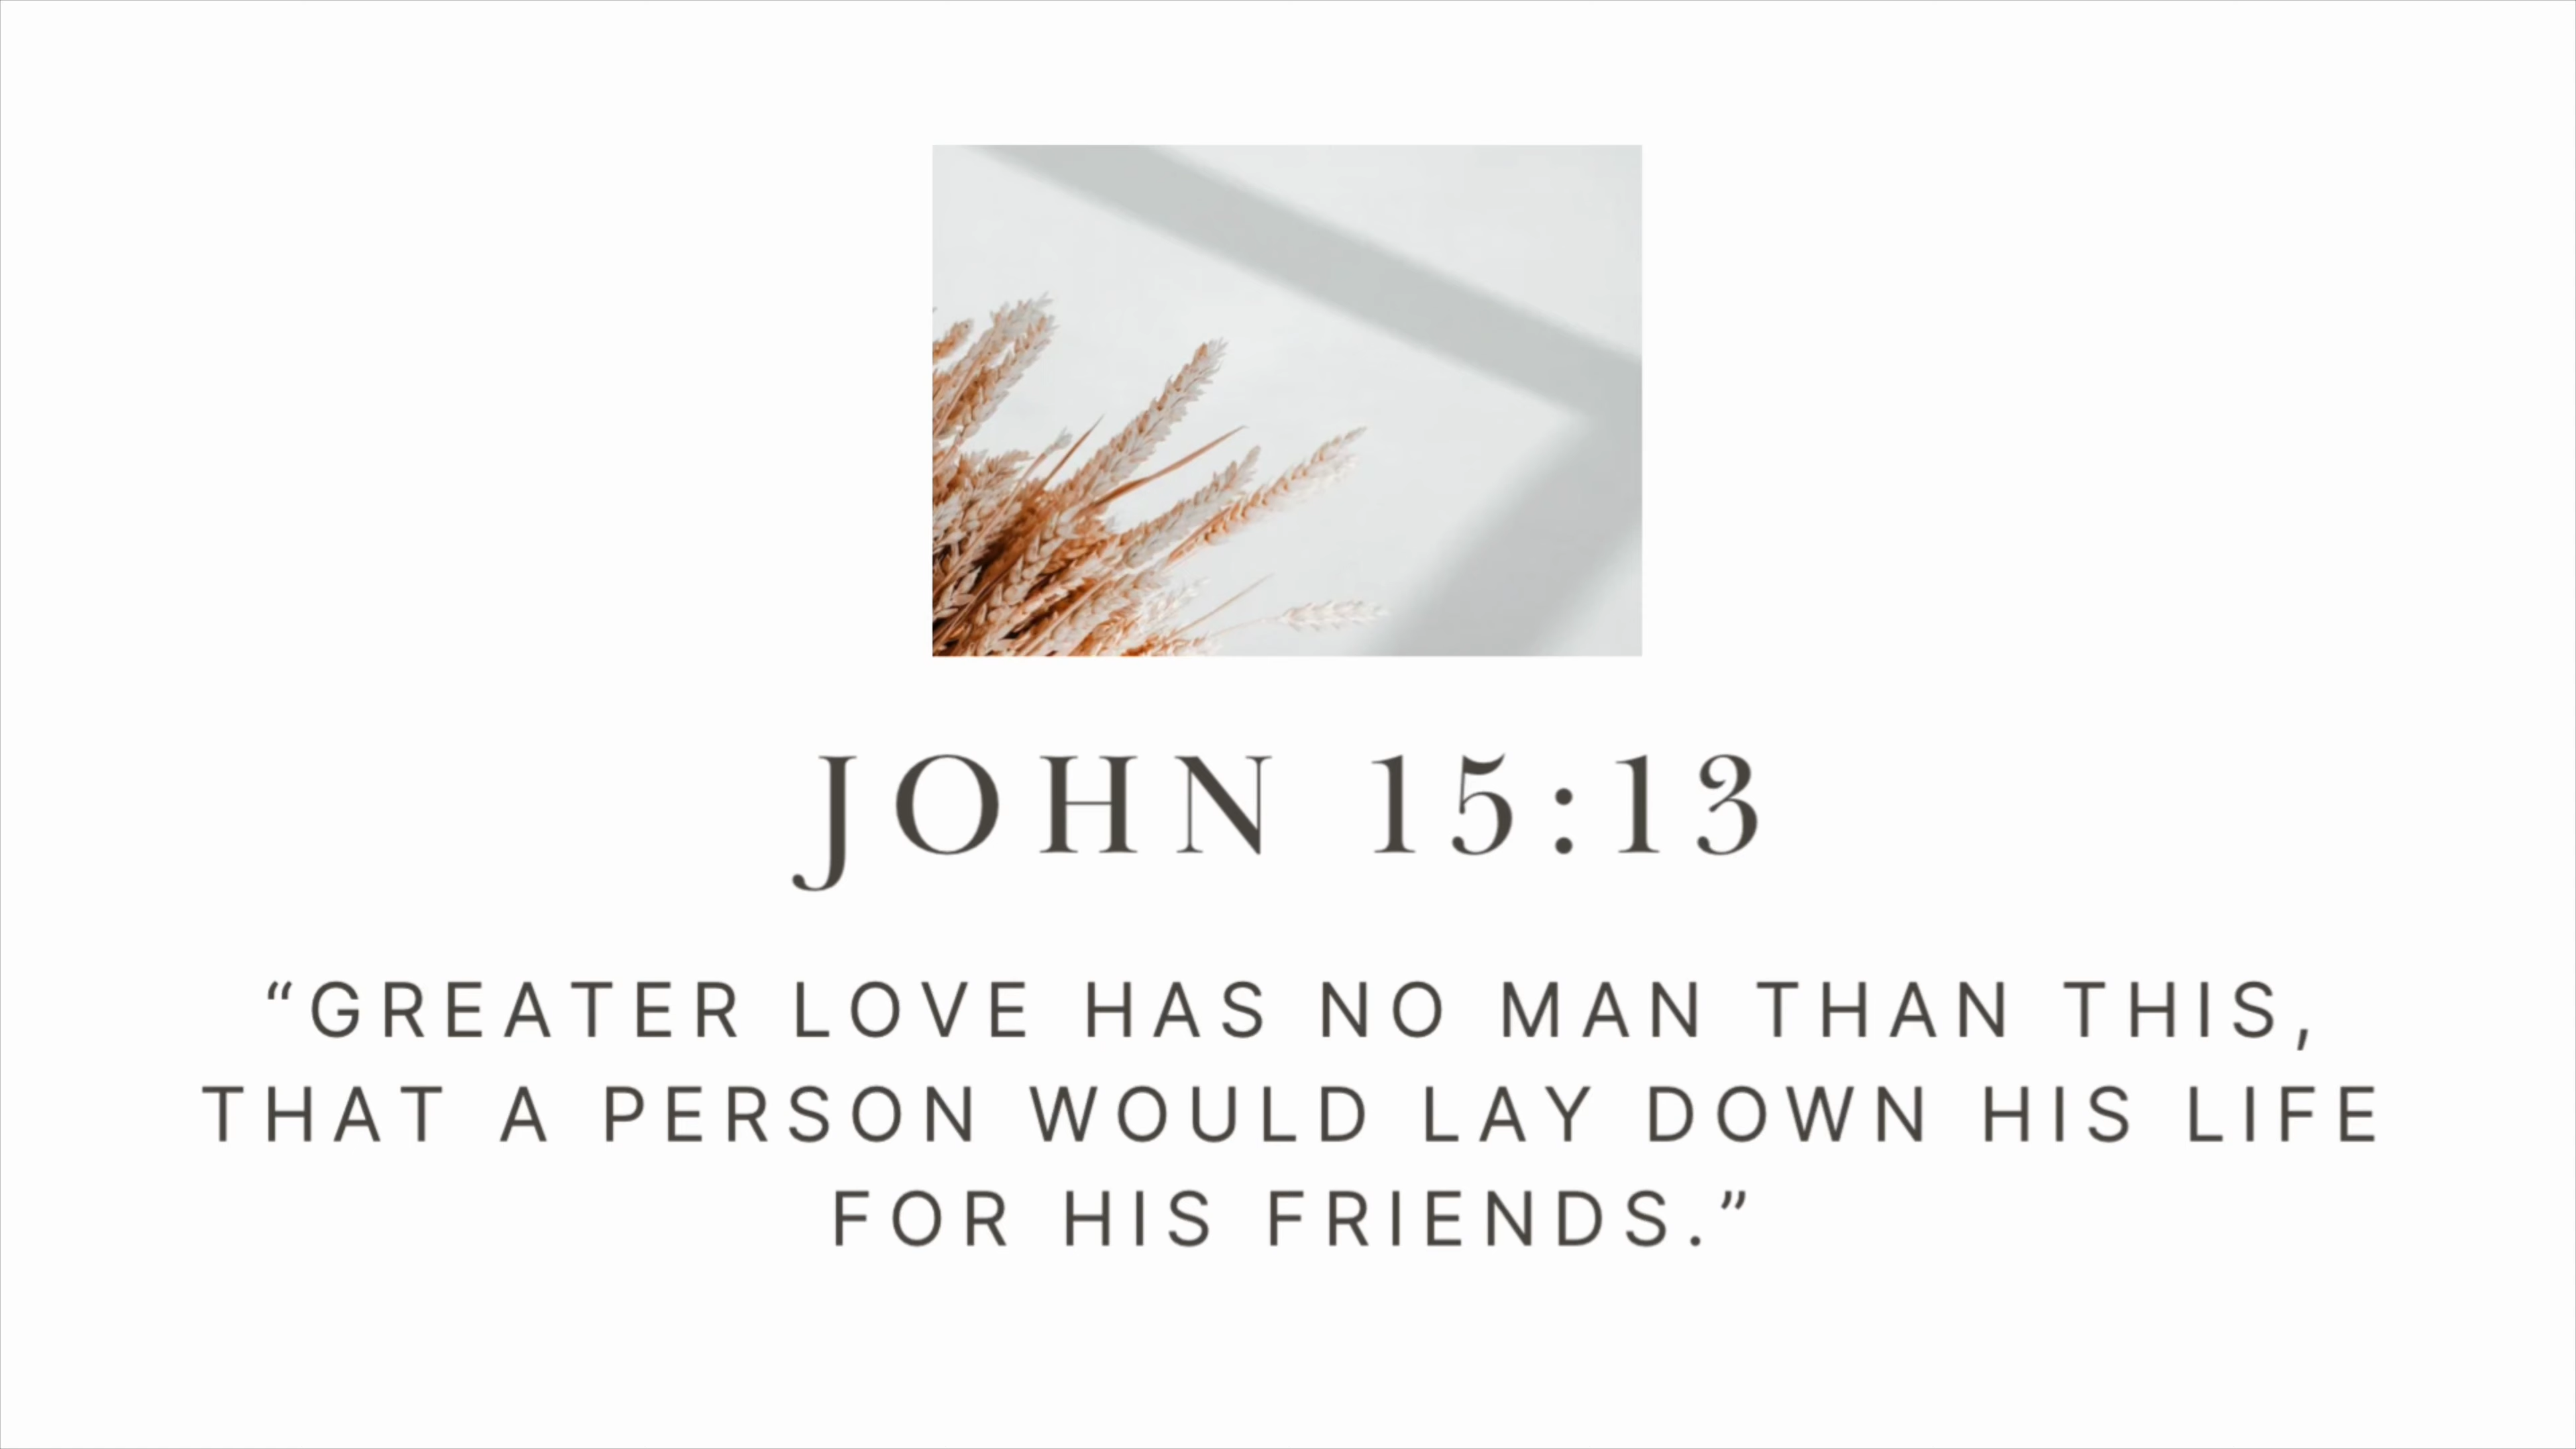 JOHN 15:13
“GREATER LOVE HAS NO MAN THAN THIS,
THAT A PERSON WOULD LAY DOWN HIS LIFE
FOR HIS FRIENDS.”